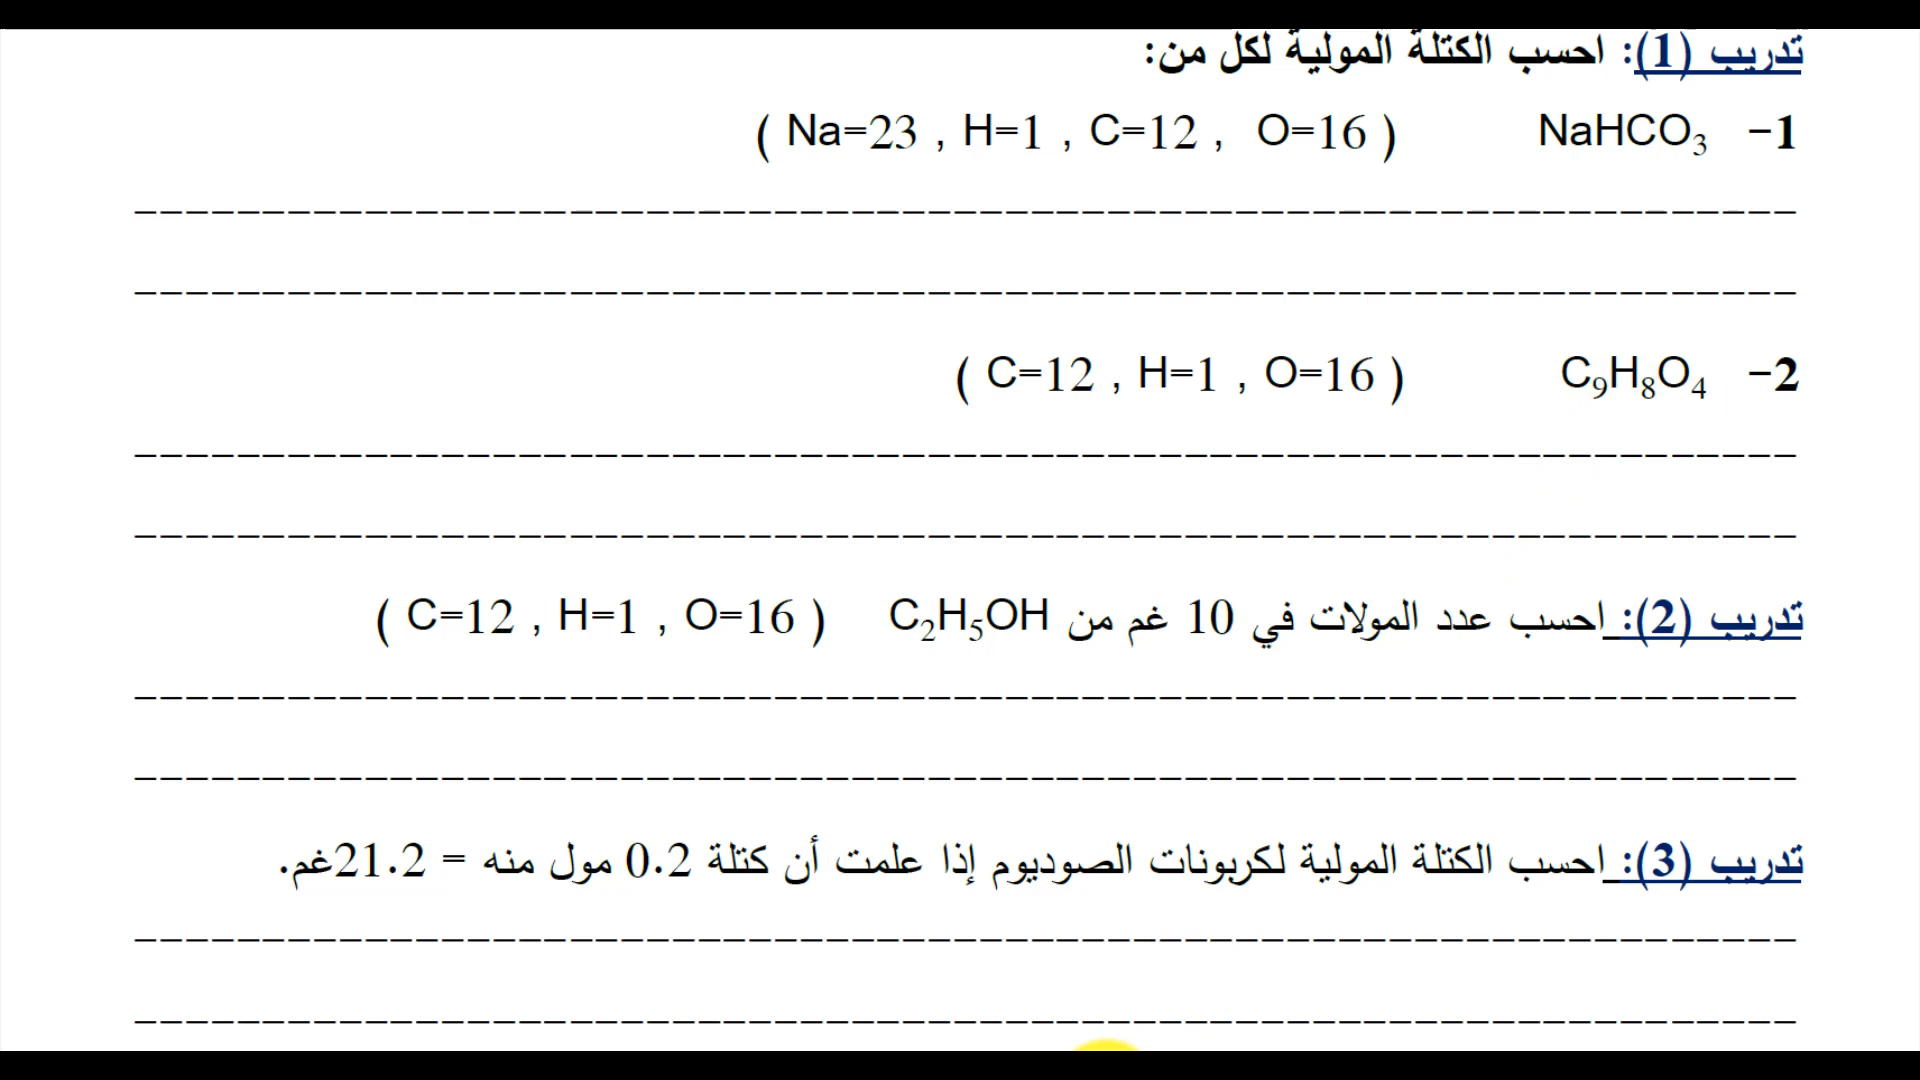 تدريب (1): احسب الكتلة المولية لكل من:
1- NaHCO₃ ( Na=23 , H=1 , C=12 , O=16 )
2- C₉H₈O₄ ( C=12 , H=1 , O=16 )
تدريب (2): احسب عدد المولات في 10 غم من C₂H₅OH ( C=12 , H=1 , O=16 )
تدريب (3): احسب الكتلة المولية لكربونات الصوديوم إذا علمت أن كتلة 0.2 مول منه = 21.2غم.